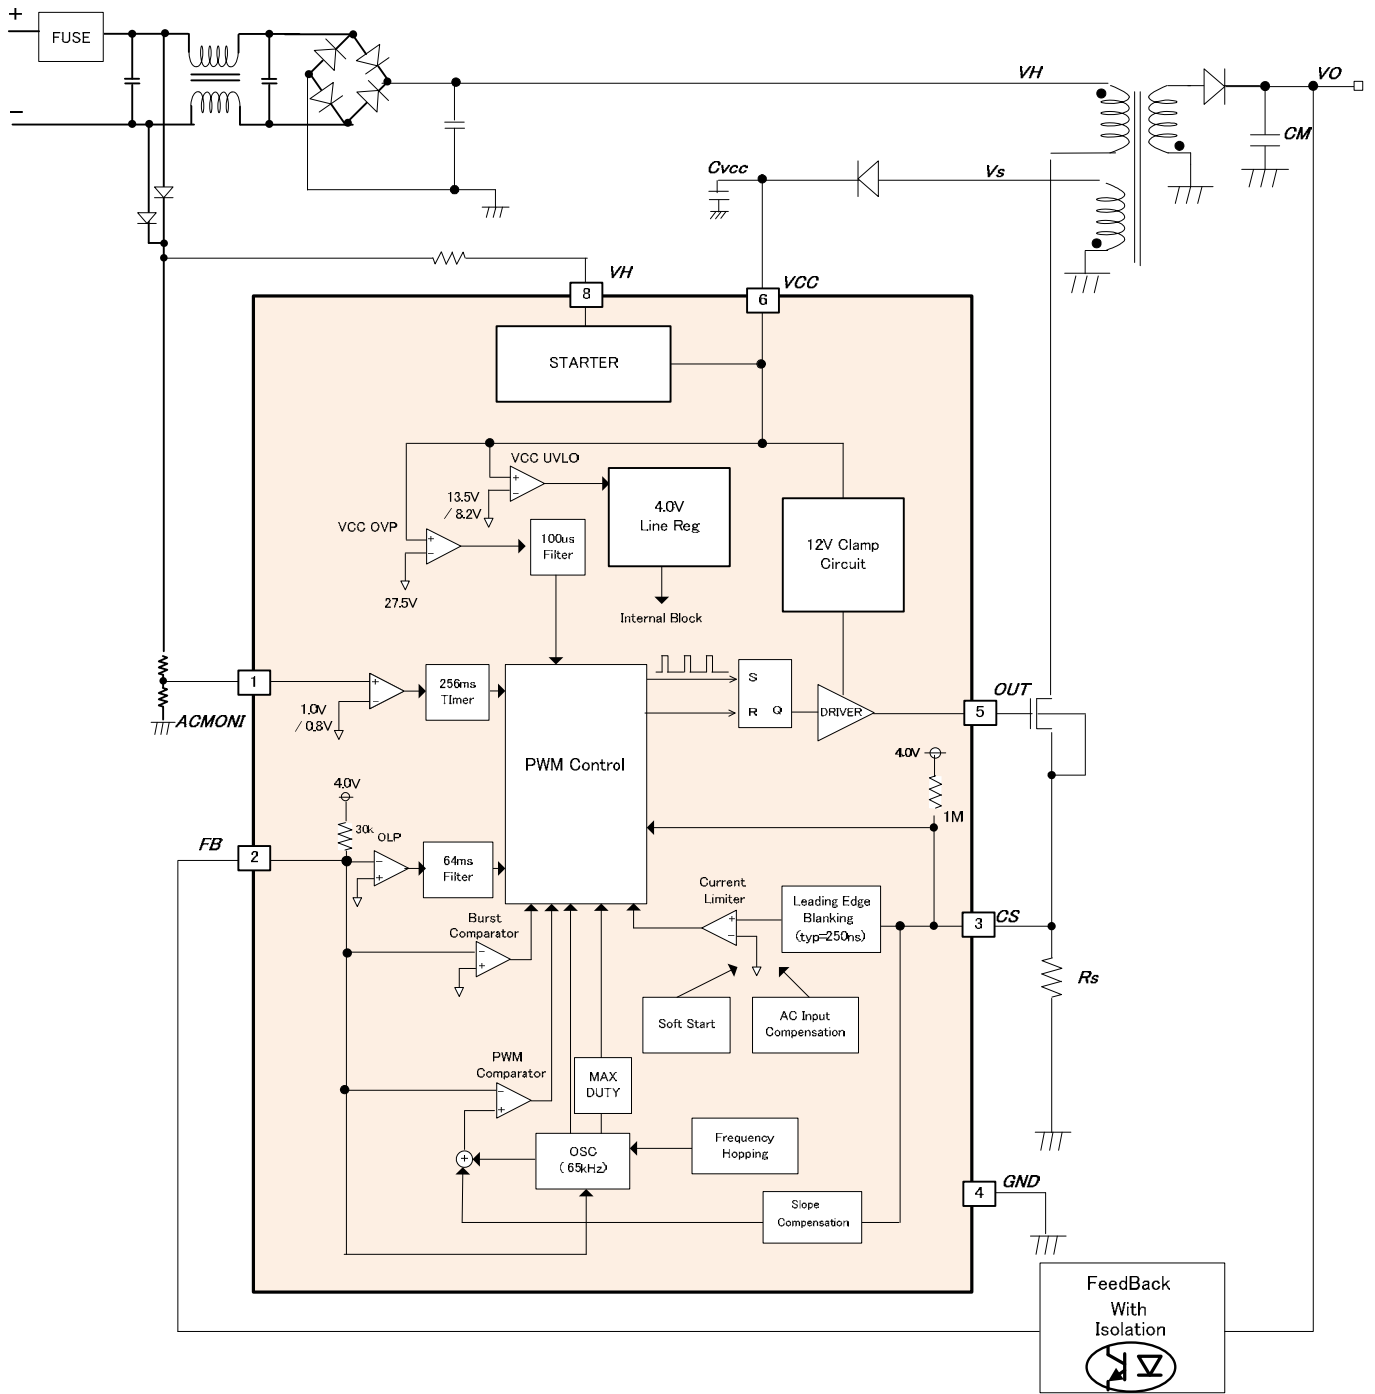 +
FUSE
−
VH
VO
CM
Cvcc
Vs
VH
VCC
8
6
STARTER
VCC UVLO
+
−
13.5V
/ 8.2V
4.0V
Line Reg
VCC OVP
+
−
27.5V
100us
Filter
12V Clamp
Circuit
Internal Block
1
ACMONI
+
−
1.0V
/ 0.8V
256ms
TImer
PWM Control
S
R
Q
DRIVER
OUT
5
4.0V
1M
4.0V
30k
OLP
FB
2
−
+
64ms
Filter
Current
Limiter
+
−
Leading Edge
Blanking
(typ=250ns)
3
CS
Burst
Comparator
−
+
Rs
Soft Start
AC Input
Compensation
PWM
Comparator
−
+
MAX
DUTY
OSC
( 65kHz)
+
Frequency
Hopping
Slope
Compensation
4
GND
FeedBack
With
Isolation